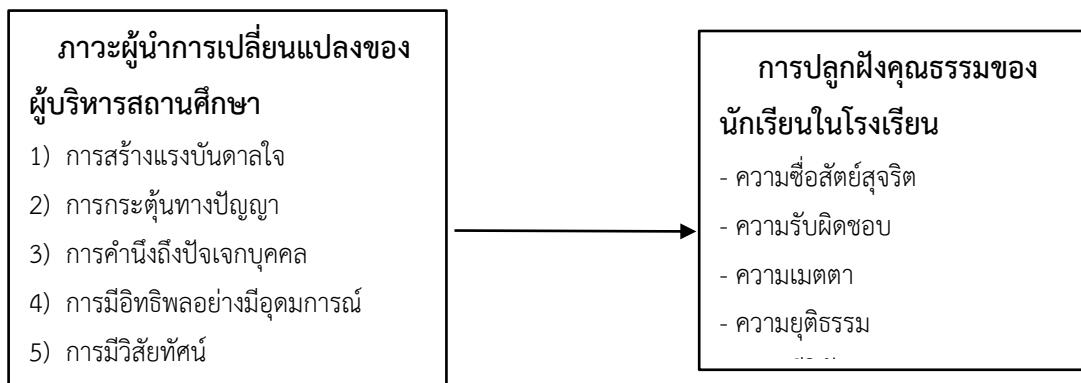 ภาวะผู้นำการเปลี่ยนแปลงของ
ผู้บริหารสถานศึกษา
1) การสร้างแรงบันดาลใจ
2) การกระตุ้นทางปัญญา
3) การคำนึงถึงปัจเจกบุคคล
4) การมีอิทธิพลอย่างมีอุดมการณ์
5) การมีวิสัยทัศน์
การปลูกฝังคุณธรรมของ
นักเรียนในโรงเรียน
- ความซื่อสัตย์สุจริต
- ความรับผิดชอบ
- ความเมตตา
- ความยุติธรรม